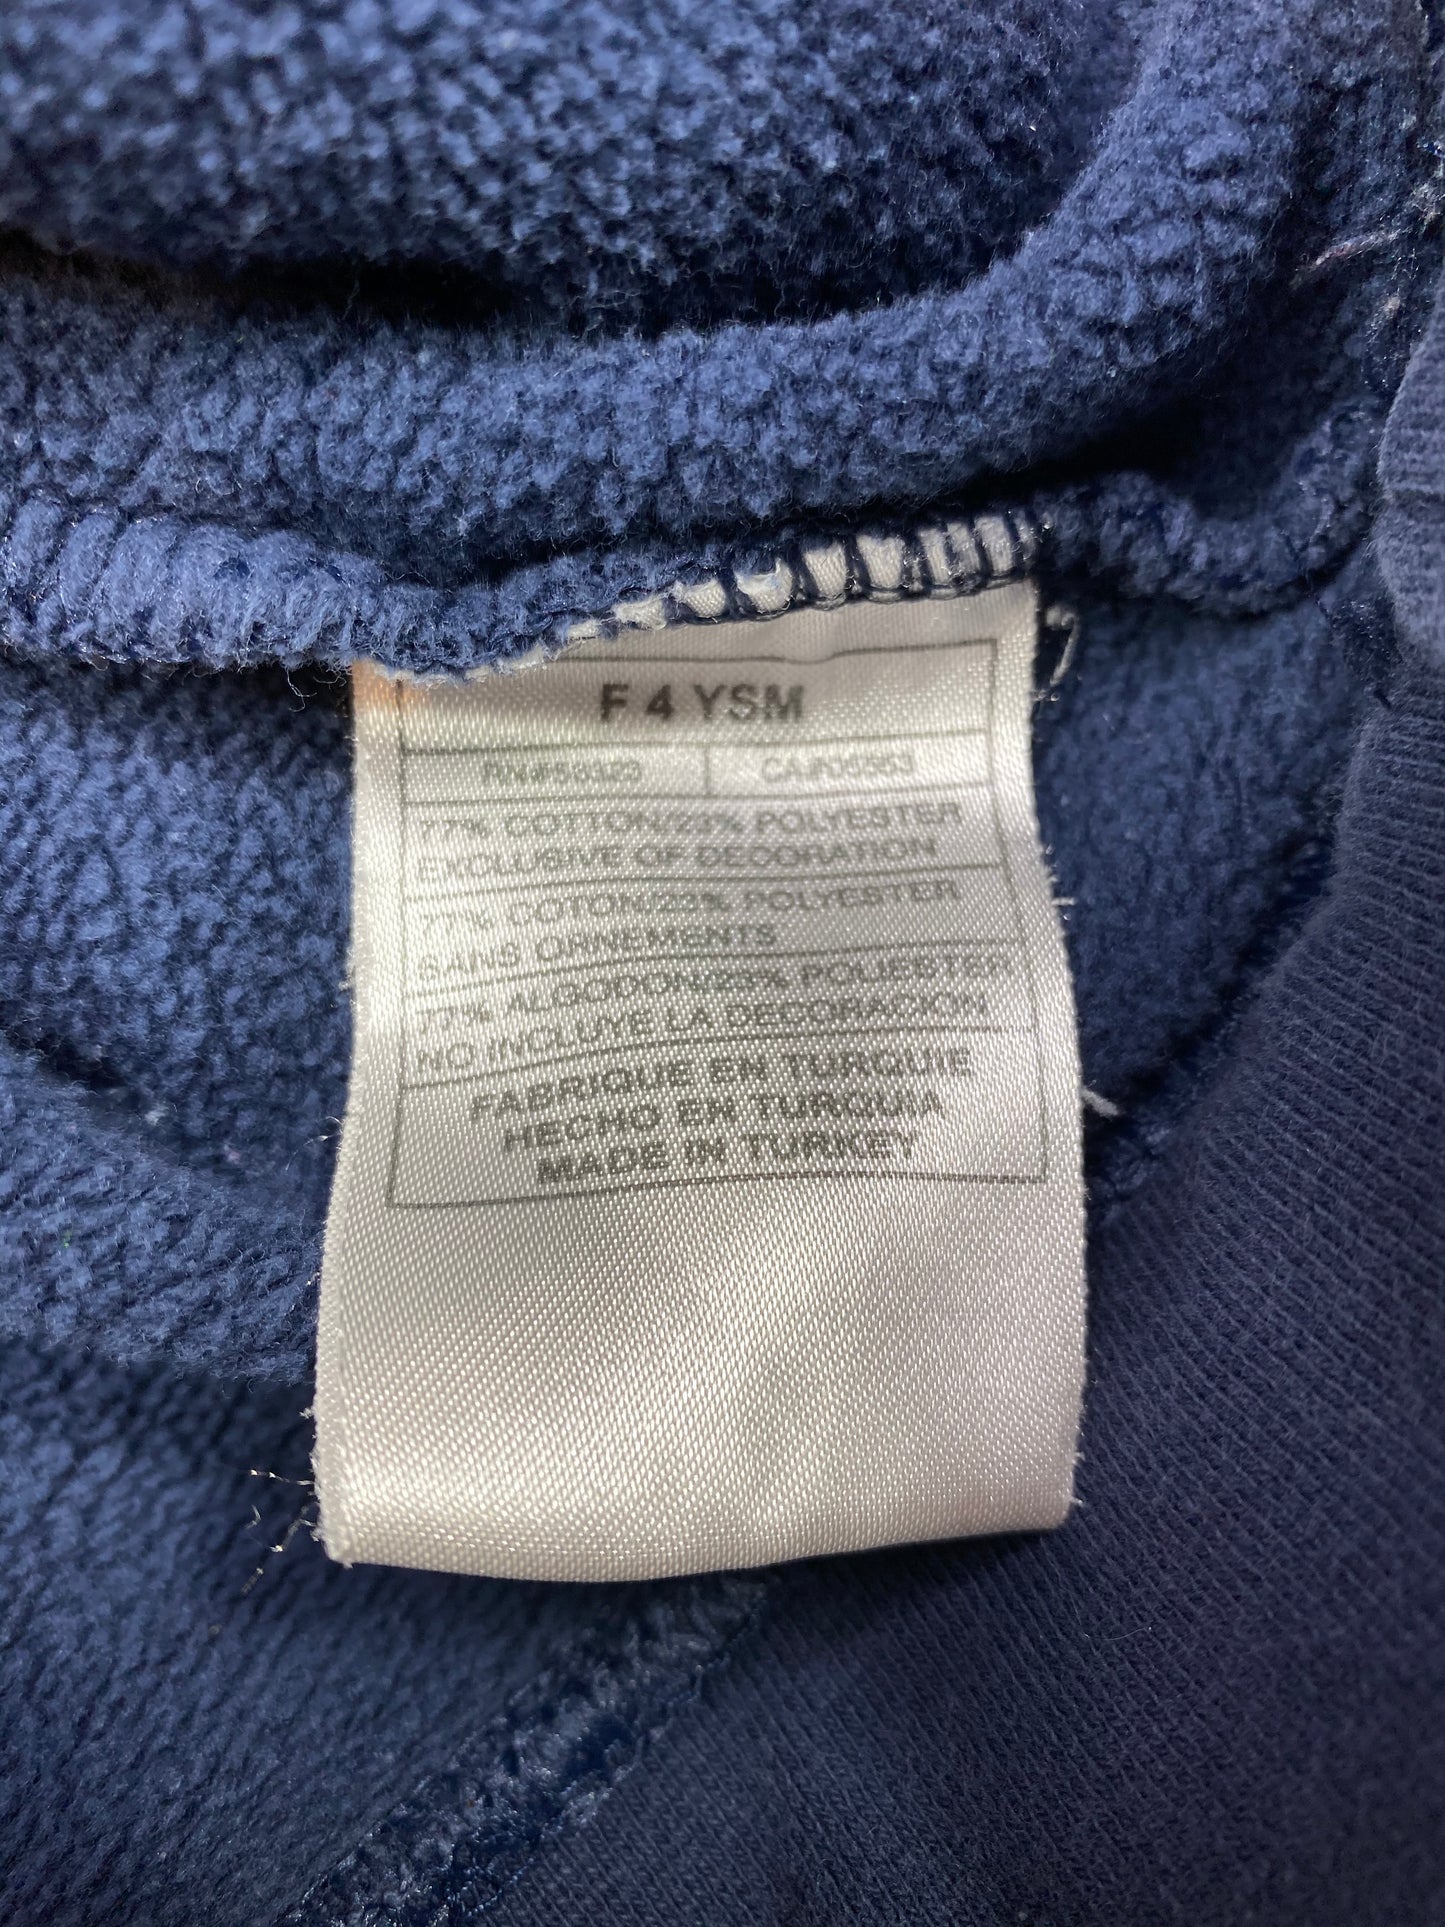 F 4 YSM
RN#56323 CA#05553
77% COTTON/23% POLYESTER
EXCLUSIVE OF DECORATION
77% COTON/23% POLYESTER
SANS ORNEMENTS
77% ALGODON/23% POLIESTER
NO INCLUYE LA DECORACION
FABRIQUE EN TURQUIE
HECHO EN TURQUIA
MADE IN TURKEY